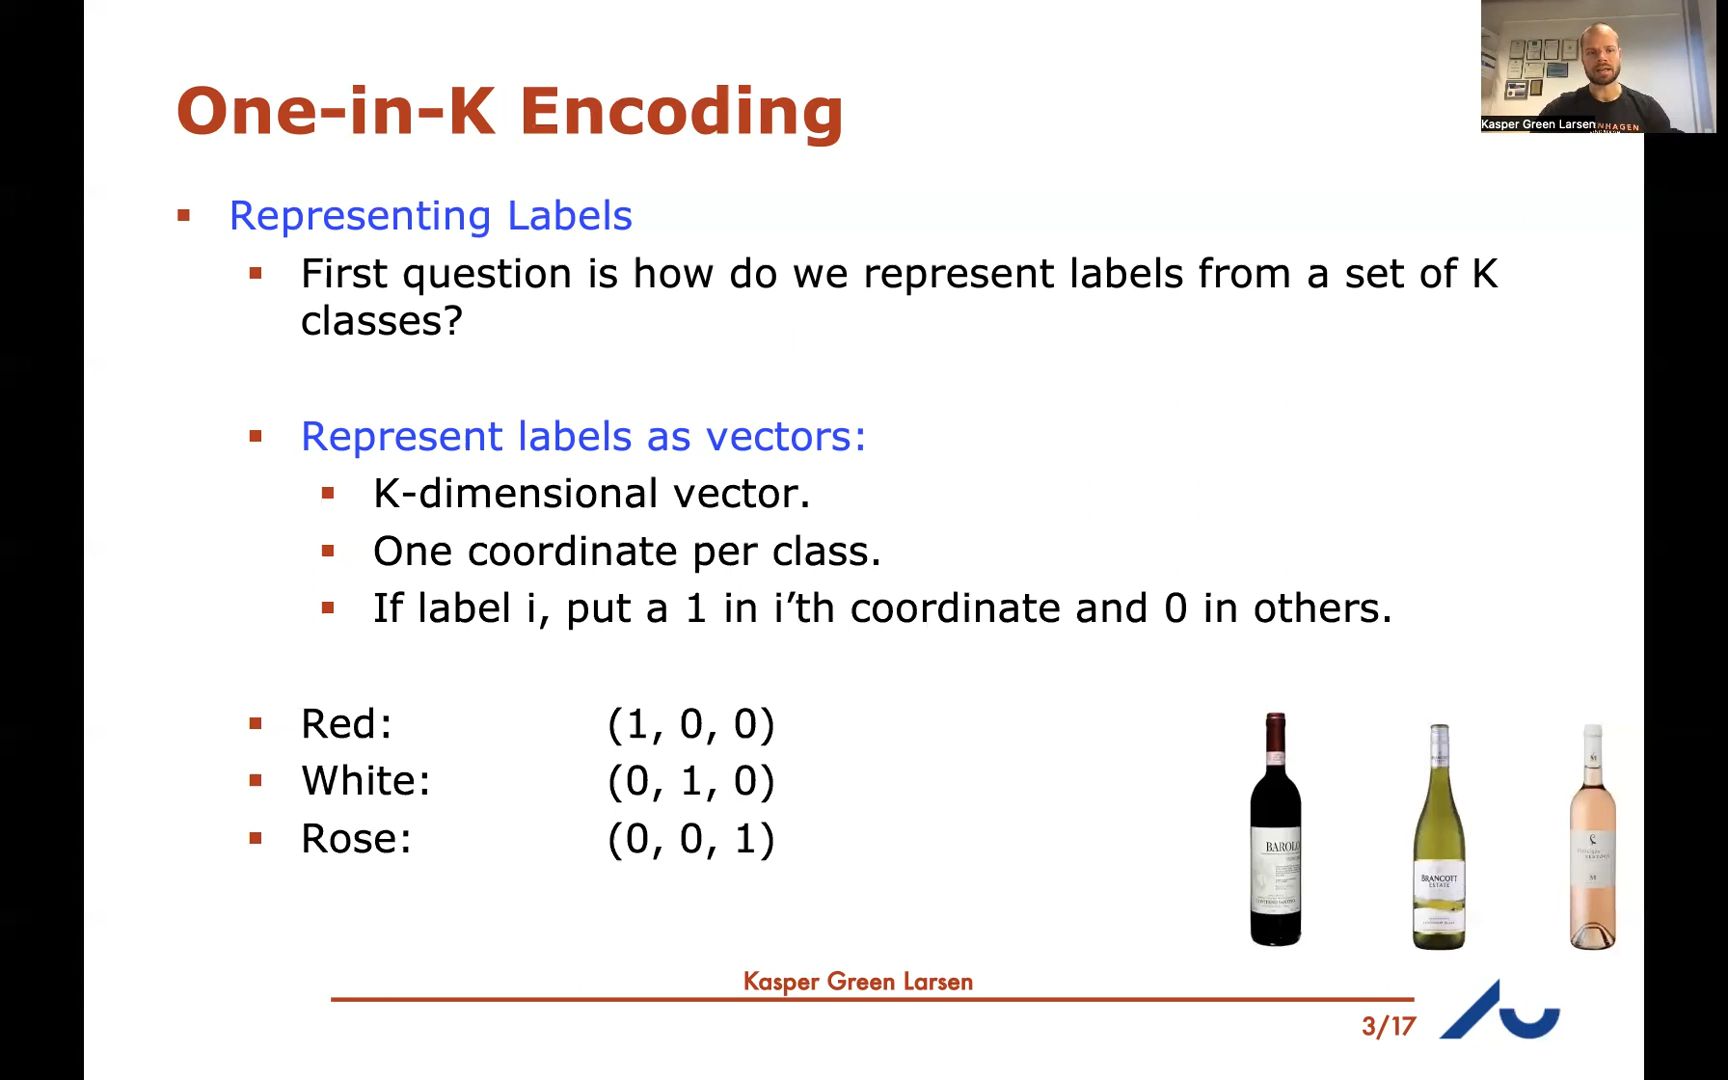 One-in-K Encoding
Kasper Green Larsen
NHAGEN
Representing Labels
First question is how do we represent labels from a set of K
classes?
Represent labels as vectors:
K-dimensional vector.
One coordinate per class.
If label i, put a 1 in i’th coordinate and 0 in others.
Red: (1, 0, 0)
White: (0, 1, 0)
Rose: (0, 0, 1)
BAROLO
BRANCOTT
ESTATE
M
Kasper Green Larsen
3/17